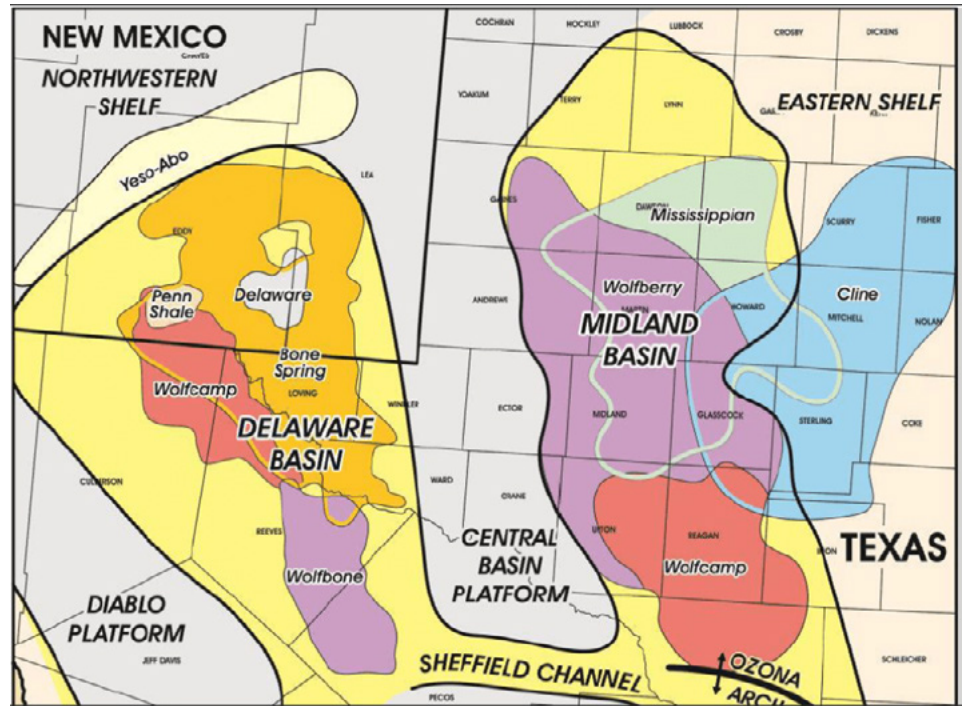 NEW MEXICO
CHAVES
NORTHWESTERN
SHELF
Yeso-Abo
LEA
EDDY
Penn
Shale
Delaware
Bone
Spring
Wolfcamp
LOVING
WINKLER
DELAWARE
BASIN
CULBERSON
REEVES
WARD
Wolfbone
DIABLO
PLATFORM
JEFF DAVIS
PECOS
SHEFFIELD CHANNEL
CENTRAL
BASIN
PLATFORM
CRANE
ECTOR
ANDREWS
COCHRAN
HOCKLEY
LUBBOCK
CROSBY
DICKENS
YOAKUM
TERRY
LYNN
EASTERN SHELF
GAINES
DAWSON
Mississippian
SCURRY
FISHER
Wolfberry
MARTIN
HOWARD
Cline
MITCHELL
NOLAN
MIDLAND
BASIN
MIDLAND
GLASSCOCK
STERLING
COKE
UPTON
REAGAN
Wolfcamp
TEXAS
SCHLEICHER
OZONA